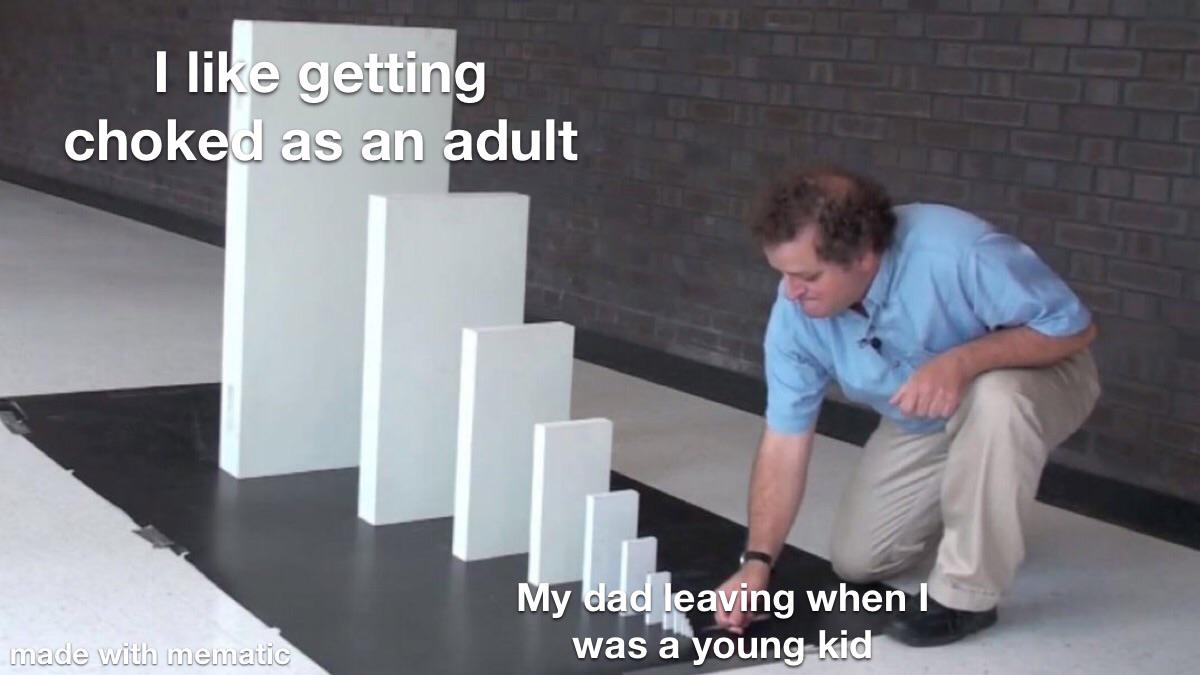 I like getting
choked as an adult
My dad leaving when I
was a young kid
made with mematic